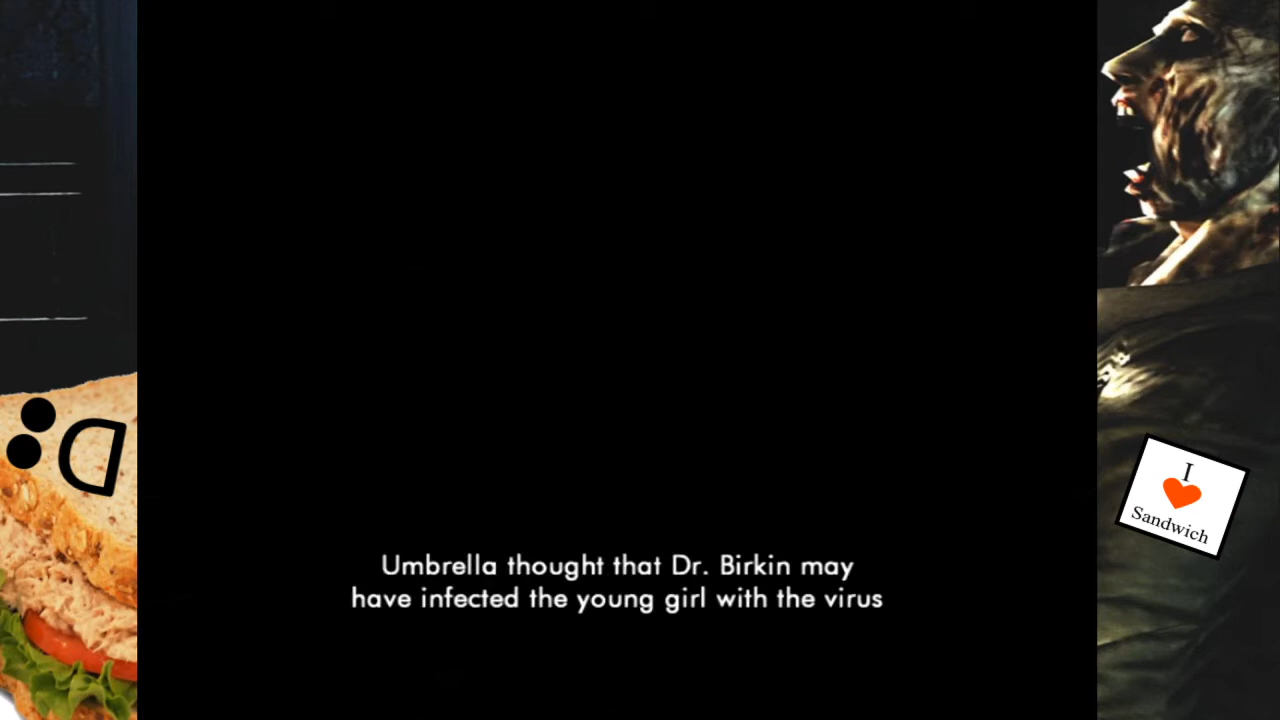 Umbrella thought that Dr. Birkin may
have infected the young girl with the virus
:D
I
Sandwich